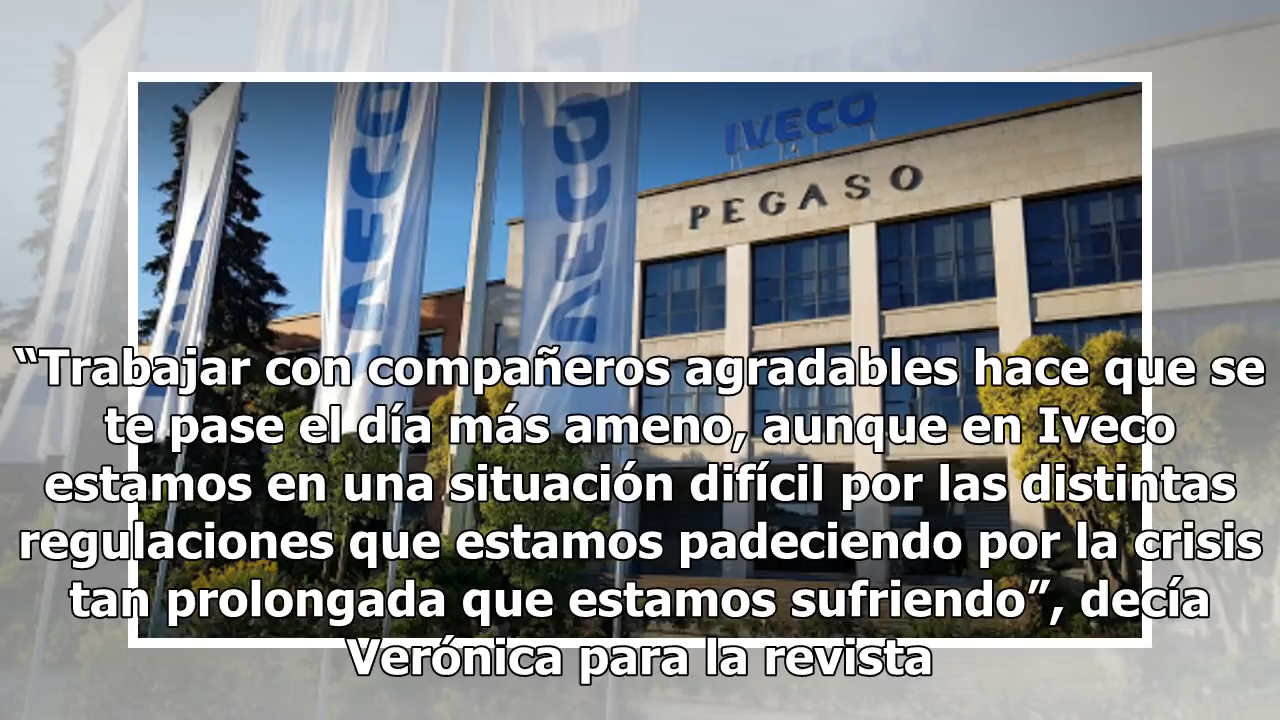 IVECO
PEGASO
IVECO
IVECO
“Trabajar con compañeros agradables hace que se
te pase el día más ameno, aunque en Iveco
estamos en una situación difícil por las distintas
regulaciones que estamos padeciendo por la crisis
tan prolongada que estamos sufriendo”, decía
Verónica para la revista